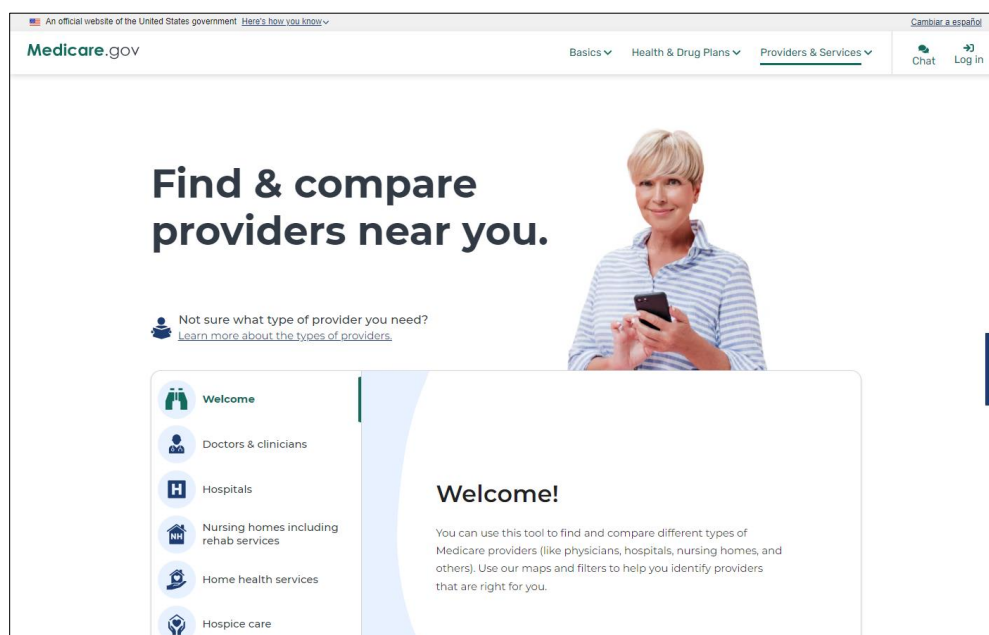 An official website of the United States government Here's how you know
Cambiar a español
Medicare.gov
Basics
Health & Drug Plans
Providers & Services
Chat
Log in
Find & compare
providers near you.
Not sure what type of provider you need?
Learn more about the types of providers.
Welcome
Doctors & clinicians
H
Hospitals
NH
Nursing homes including
rehab services
Home health services
Hospice care
Welcome!
You can use this tool to find and compare different types of
Medicare providers (like physicians, hospitals, nursing homes, and
others). Use our maps and filters to help you identify providers
that are right for you.